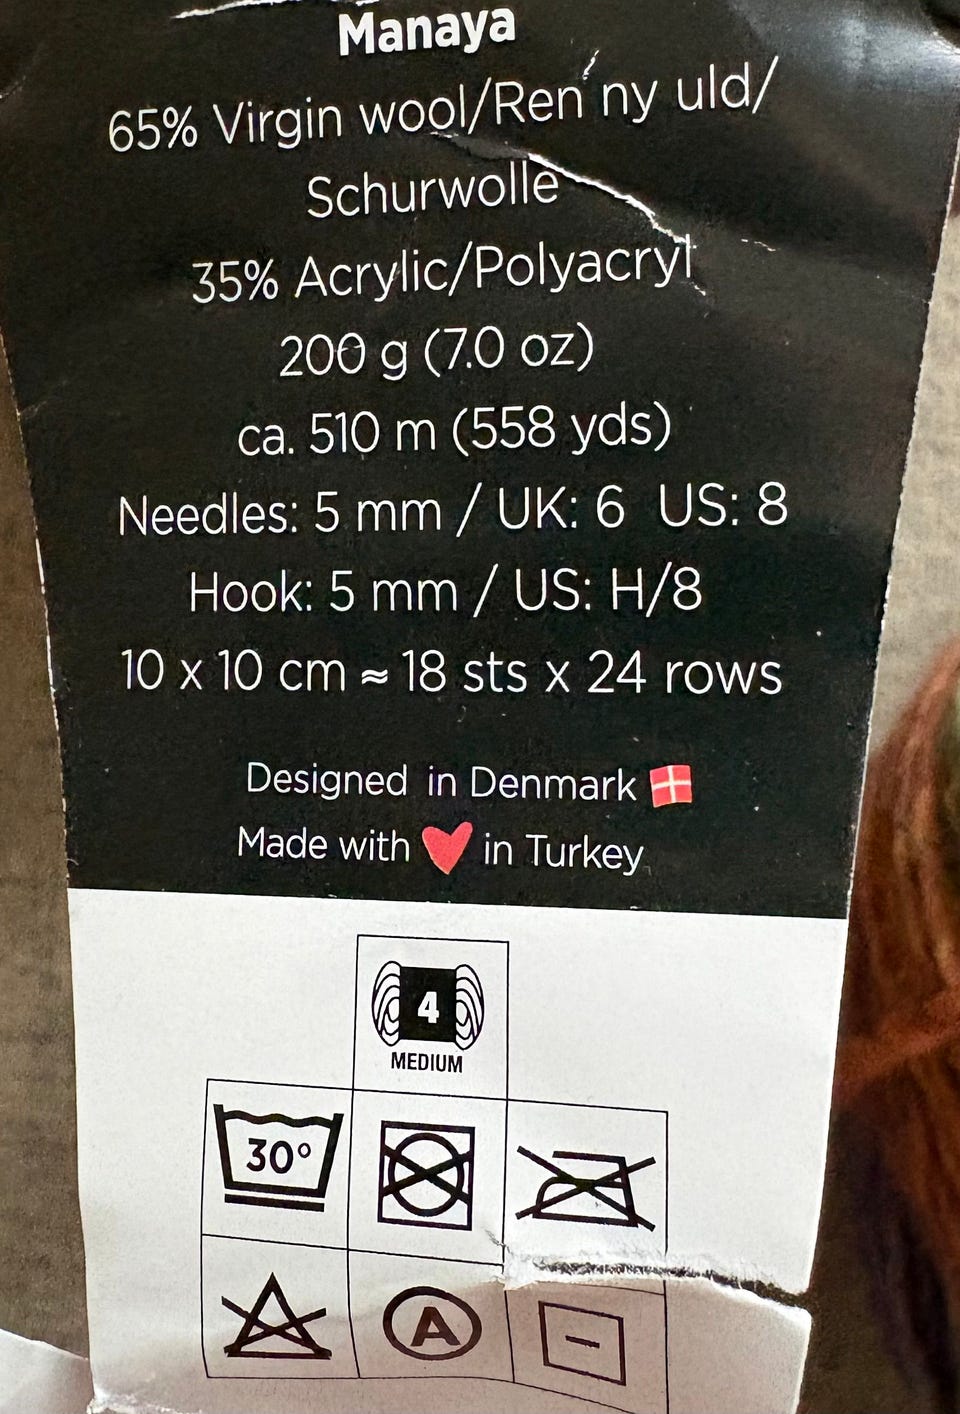 Manaya
65% Virgin wool/Ren ny uld/
Schurwolle
35% Acrylic/Polyacryl
200 g (7.0 oz)
ca. 510 m (558 yds)
Needles: 5 mm / UK: 6 US: 8
Hook: 5 mm / US: H/8
10 x 10 cm ≈ 18 sts x 24 rows
Designed in Denmark
Made with ❤ in Turkey
4
MEDIUM
30°
A